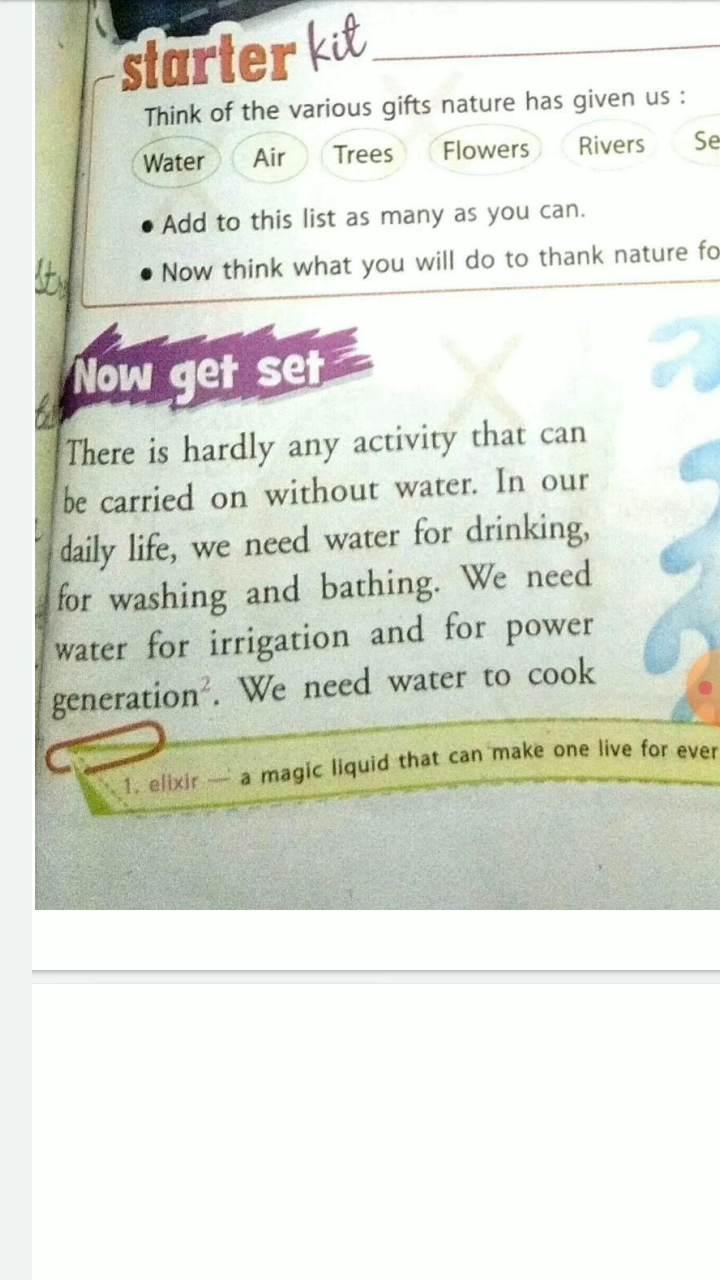 starter kit
Think of the various gifts nature has given us :
Water Air Trees Flowers Rivers Se
• Add to this list as many as you can.
• Now think what you will do to thank nature fo
Now get set
There is hardly any activity that can
be carried on without water. In our
daily life, we need water for drinking,
for washing and bathing. We need
water for irrigation and for power
generation². We need water to cook
1. elixir — a magic liquid that can make one live for ever